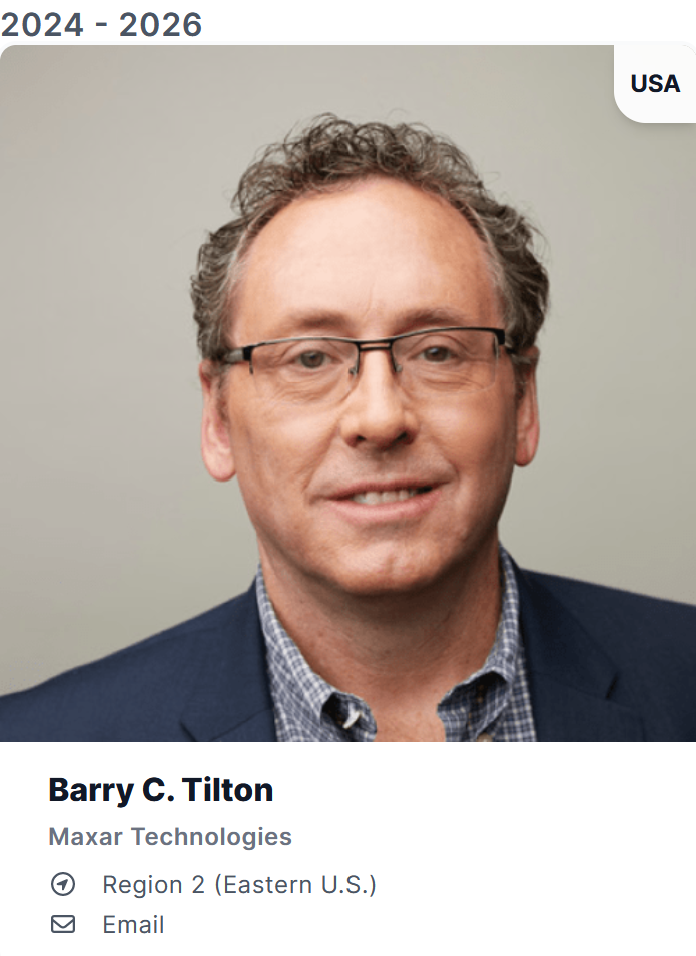 2024 - 2026
USA
Barry C. Tilton
Maxar Technologies
Region 2 (Eastern U.S.)
Email